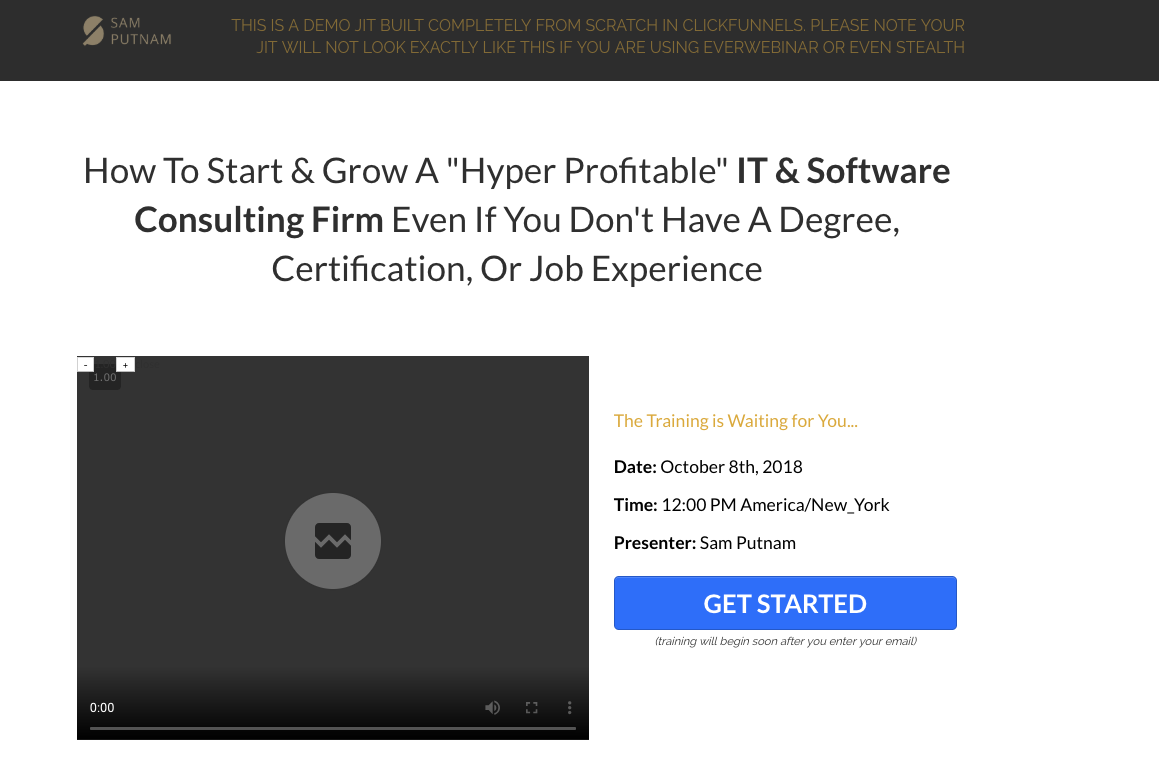 SAM
PUTNAM
THIS IS A DEMO JIT BUILT COMPLETELY FROM SCRATCH IN CLICKFUNNELS. PLEASE NOTE YOUR
JIT WILL NOT LOOK EXACTLY LIKE THIS IF YOU ARE USING EVERWEBINAR OR EVEN STEALTH
How To Start & Grow A "Hyper Profitable" IT & Software
Consulting Firm Even If You Don't Have A Degree,
Certification, Or Job Experience
- +
1.00
The Training is Waiting for You...
Date: October 8th, 2018
Time: 12:00 PM America/New_York
Presenter: Sam Putnam
GET STARTED
(training will begin soon after you enter your email)
0:00